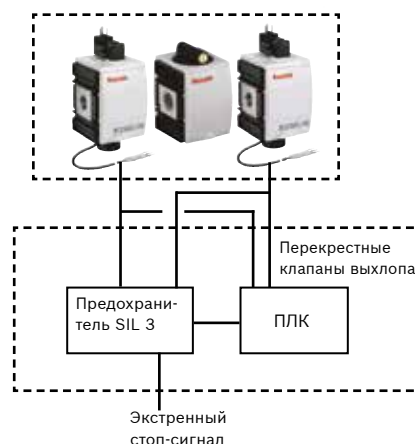 Перекрестные
клапаны выхлопа
Предохрани-
тель SIL 3
ПЛК
Экстренный
стоп-сигнал